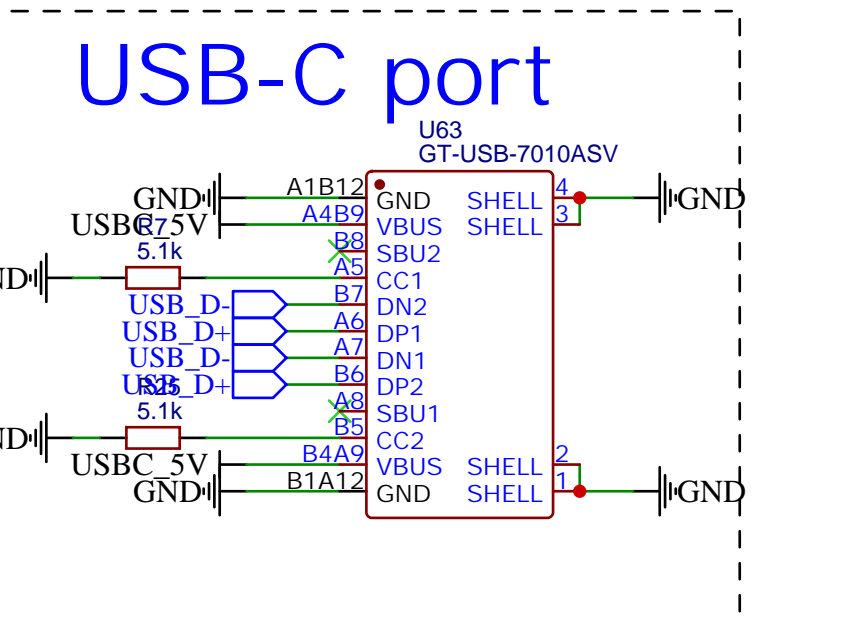 USB-C port
U63
GT-USB-7010ASV
GND A1B12 GND SHELL 4 GND
USBC_5V A4B9 VBUS SHELL 3
R7
B8 SBU2
5.1k
A5 CC1
USB_D- B7 DN2
USB_D+ A6 DP1
USB_D- A7 DN1
USB_D+ B6 DP2
R25
A8 SBU1
5.1k
B5 CC2
USBC_5V B4A9 VBUS SHELL 2
GND B1A12 GND SHELL 1 GND